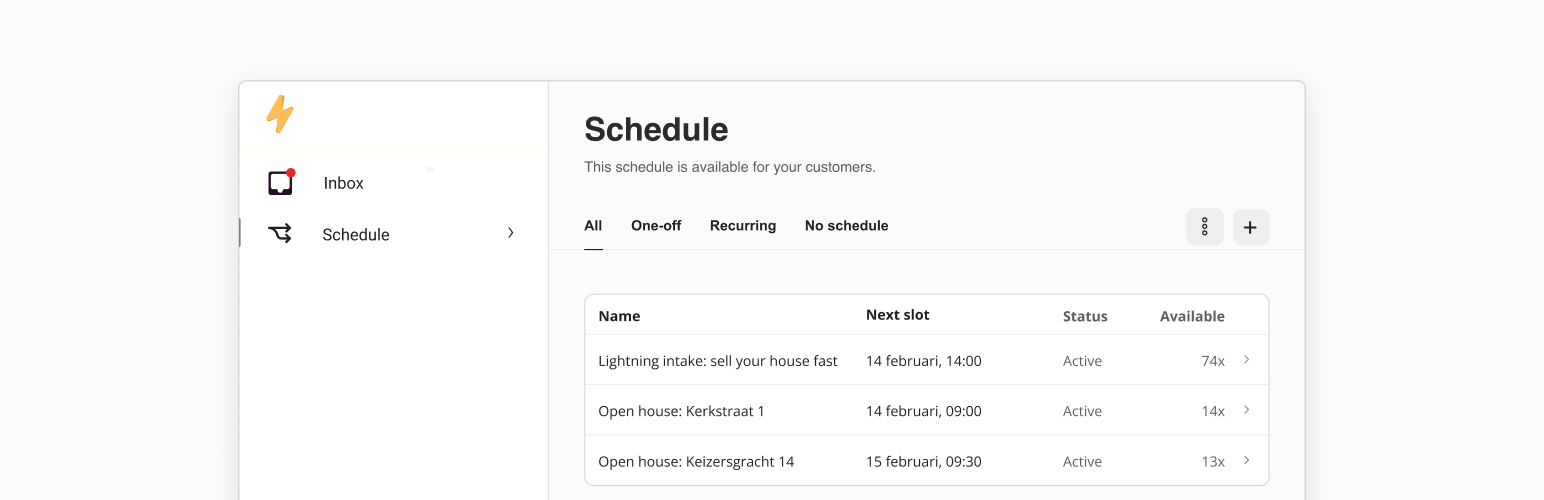 Inbox
Schedule
Schedule
This schedule is available for your customers.
All One-off Recurring No schedule
Name Next slot Status Available
Lightning intake: sell your house fast 14 februari, 14:00 Active 74x
Open house: Kerkstraat 1 14 februari, 09:00 Active 14x
Open house: Keizersgracht 14 15 februari, 09:30 Active 13x